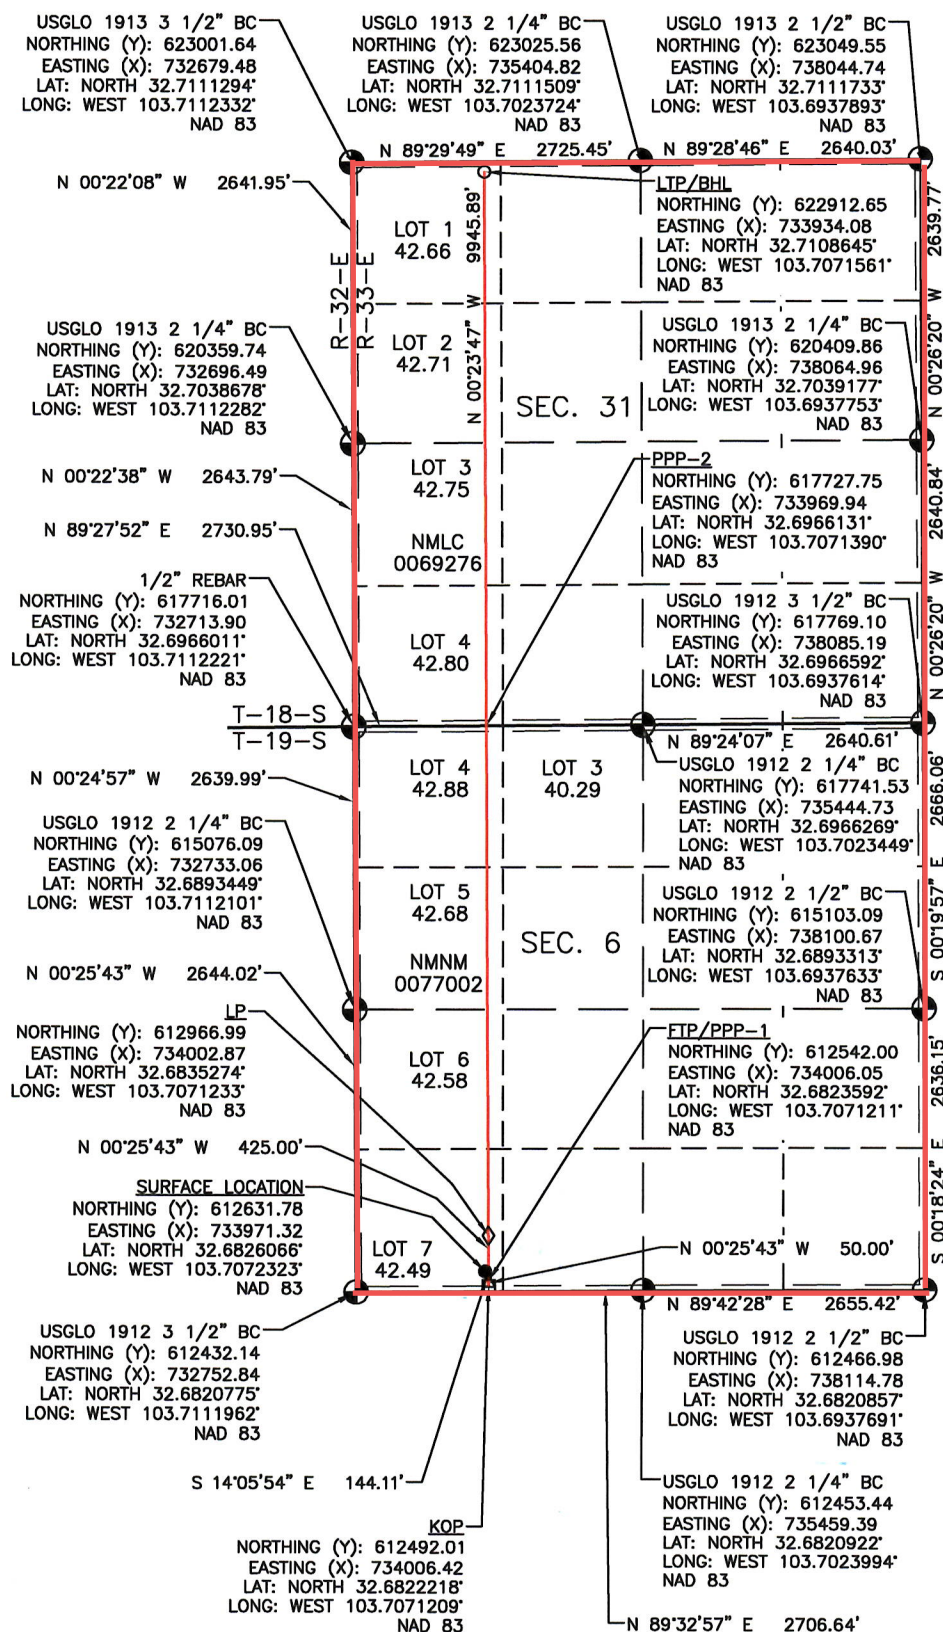 USGLO 1913 3 1/2" BC
NORTHING (Y): 623001.64
EASTING (X): 732679.48
LAT: NORTH 32.7111294°
LONG: WEST 103.7112332°
NAD 83
USGLO 1913 2 1/4" BC
NORTHING (Y): 623025.56
EASTING (X): 735404.82
LAT: NORTH 32.7111509°
LONG: WEST 103.7023724°
NAD 83
USGLO 1913 2 1/2" BC
NORTHING (Y): 623049.55
EASTING (X): 738044.74
LAT: NORTH 32.7111733°
LONG: WEST 103.6937893°
NAD 83
N 89°29'49" E 2725.45'
N 89°28'46" E 2640.03'
N 00°22'08" W 2641.95'
LTP/BHL
NORTHING (Y): 622912.65
EASTING (X): 733934.08
LAT: NORTH 32.7108645°
LONG: WEST 103.7071561°
NAD 83
LOT 1
42.66
N 00°23'47" W 9945.89'
N 00°26'20" W 2639.77'
R-32-E
R-33-E
USGLO 1913 2 1/4" BC
NORTHING (Y): 620359.74
EASTING (X): 732696.49
LAT: NORTH 32.7038678°
LONG: WEST 103.7112282°
NAD 83
LOT 2
42.71
USGLO 1913 2 1/4" BC
NORTHING (Y): 620409.86
EASTING (X): 738064.96
LAT: NORTH 32.7039177°
LONG: WEST 103.6937753°
NAD 83
SEC. 31
N 00°22'38" W 2643.79'
LOT 3
42.75
PPP-2
NORTHING (Y): 617727.75
EASTING (X): 733969.94
LAT: NORTH 32.6966131°
LONG: WEST 103.7071390°
NAD 83
N 00°26'20" W 2640.84'
N 89°27'52" E 2730.95'
NMLC
0069276
1/2" REBAR
NORTHING (Y): 617716.01
EASTING (X): 732713.90
LAT: NORTH 32.6966011°
LONG: WEST 103.7112221°
NAD 83
USGLO 1912 3 1/2" BC
NORTHING (Y): 617769.10
EASTING (X): 738085.19
LAT: NORTH 32.6966592°
LONG: WEST 103.6937614°
NAD 83
LOT 4
42.80
T-18-S
T-19-S
N 89°24'07" E 2640.61'
N 00°24'57" W 2639.99'
LOT 4
42.88
LOT 3
40.29
USGLO 1912 2 1/4" BC
NORTHING (Y): 617741.53
EASTING (X): 735444.73
LAT: NORTH 32.6966269°
LONG: WEST 103.7023449°
NAD 83
S 00°19'57" E 2666.06'
USGLO 1912 2 1/4" BC
NORTHING (Y): 615076.09
EASTING (X): 732733.06
LAT: NORTH 32.6893449°
LONG: WEST 103.7112101°
NAD 83
LOT 5
42.68
USGLO 1912 2 1/2" BC
NORTHING (Y): 615103.09
EASTING (X): 738100.67
LAT: NORTH 32.6893313°
LONG: WEST 103.6937633°
NAD 83
SEC. 6
NMNM
0077002
N 00°25'43" W 2644.02'
LP
NORTHING (Y): 612966.99
EASTING (X): 734002.87
LAT: NORTH 32.6835274°
LONG: WEST 103.7071233°
NAD 83
LOT 6
42.58
FTP/PPP-1
NORTHING (Y): 612542.00
EASTING (X): 734006.05
LAT: NORTH 32.6823592°
LONG: WEST 103.7071211°
NAD 83
S 00°18'24" E 2636.15'
N 00°25'43" W 425.00'
SURFACE LOCATION
NORTHING (Y): 612631.78
EASTING (X): 733971.32
LAT: NORTH 32.6826066°
LONG: WEST 103.7072323°
NAD 83
LOT 7
42.49
N 00°25'43" W 50.00'
N 89°42'28" E 2655.42'
USGLO 1912 3 1/2" BC
NORTHING (Y): 612432.14
EASTING (X): 732752.84
LAT: NORTH 32.6820775°
LONG: WEST 103.7111962°
NAD 83
USGLO 1912 2 1/2" BC
NORTHING (Y): 612466.98
EASTING (X): 738114.78
LAT: NORTH 32.6820857°
LONG: WEST 103.6937691°
NAD 83
S 14°05'54" E 144.11'
USGLO 1912 2 1/4" BC
NORTHING (Y): 612453.44
EASTING (X): 735459.39
LAT: NORTH 32.6820922°
LONG: WEST 103.7023994°
NAD 83
KOP
NORTHING (Y): 612492.01
EASTING (X): 734006.42
LAT: NORTH 32.6822218°
LONG: WEST 103.7071209°
NAD 83
N 89°32'57" E 2706.64'